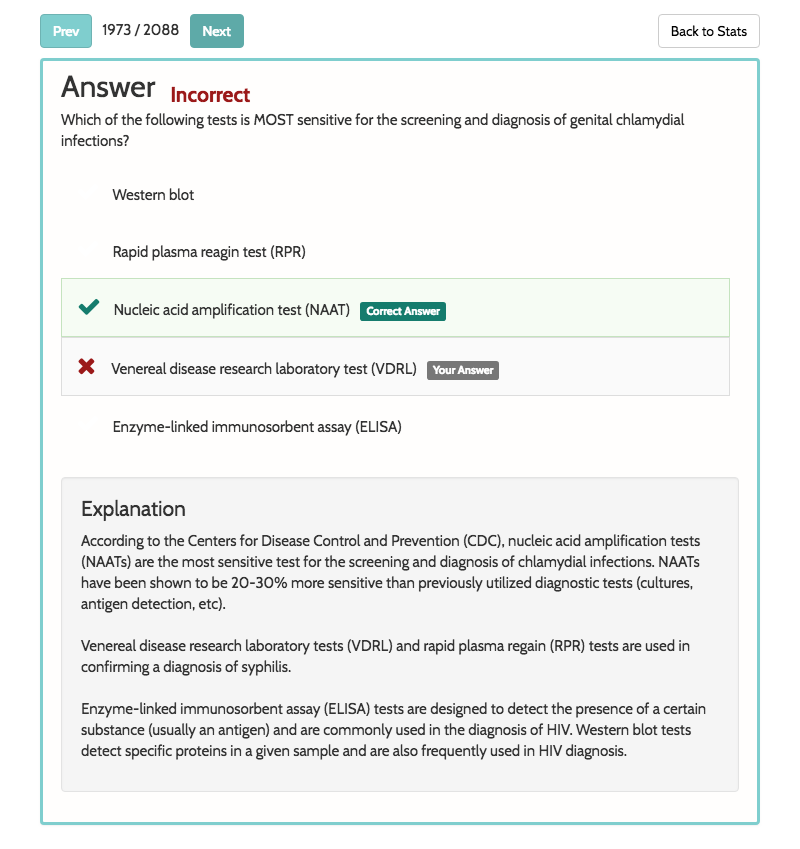 Prev 1973 / 2088 Next Back to Stats
Answer Incorrect
Which of the following tests is MOST sensitive for the screening and diagnosis of genital chlamydial
infections?
Western blot
Rapid plasma reagin test (RPR)
Nucleic acid amplification test (NAAT) Correct Answer
Venereal disease research laboratory test (VDRL) Your Answer
Enzyme-linked immunosorbent assay (ELISA)
Explanation
According to the Centers for Disease Control and Prevention (CDC), nucleic acid amplification tests
(NAATs) are the most sensitive test for the screening and diagnosis of chlamydial infections. NAATs
have been shown to be 20-30% more sensitive than previously utilized diagnostic tests (cultures,
antigen detection, etc).
Venereal disease research laboratory tests (VDRL) and rapid plasma regain (RPR) tests are used in
confirming a diagnosis of syphilis.
Enzyme-linked immunosorbent assay (ELISA) tests are designed to detect the presence of a certain
substance (usually an antigen) and are commonly used in the diagnosis of HIV. Western blot tests
detect specific proteins in a given sample and are also frequently used in HIV diagnosis.